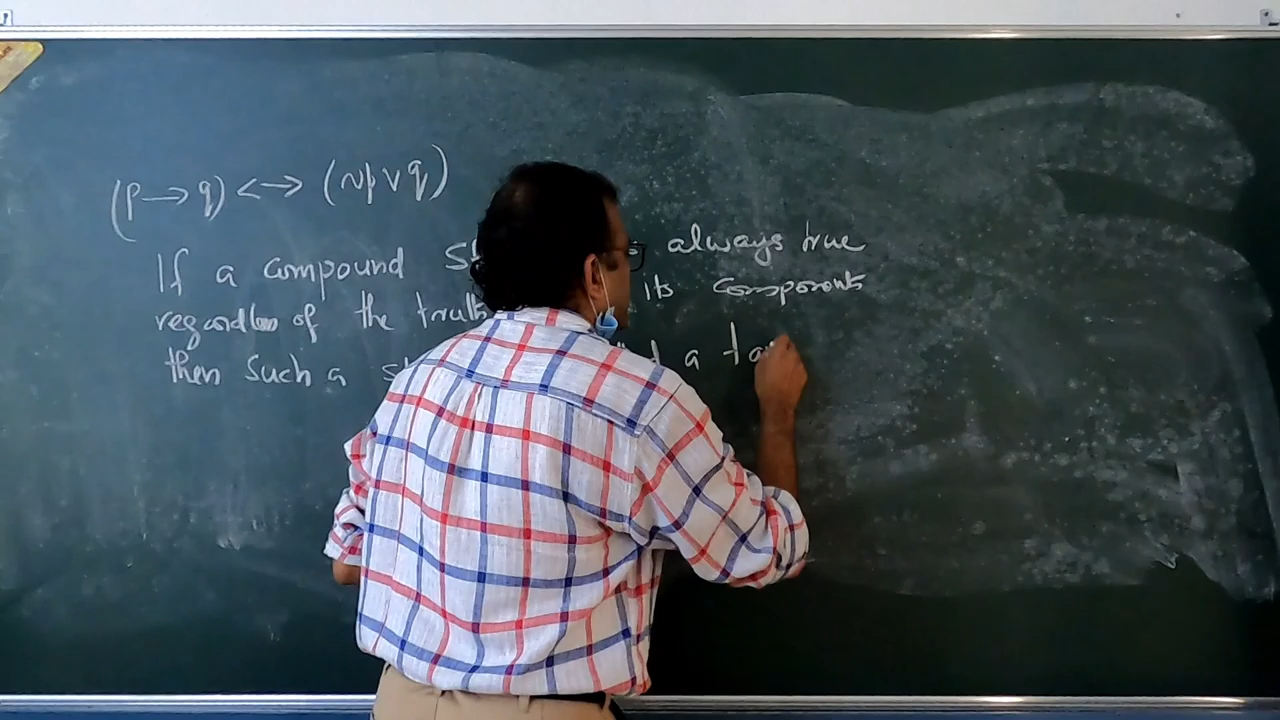 (p → q) <-> (~p ∨ q)
If a compound always true
regardless of the truth its components
then such a a